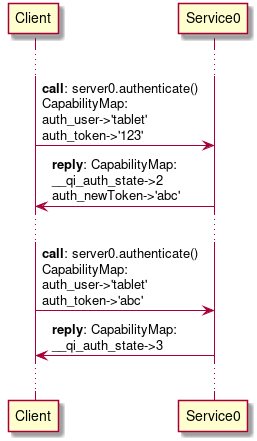 Client Service0
call: server0.authenticate()
CapabilityMap:
auth_user->'tablet'
auth_token->'123'
reply: CapabilityMap:
__qi_auth_state->2
auth_newToken->'abc'
call: server0.authenticate()
CapabilityMap:
auth_user->'tablet'
auth_token->'abc'
reply: CapabilityMap:
__qi_auth_state->3
Client Service0